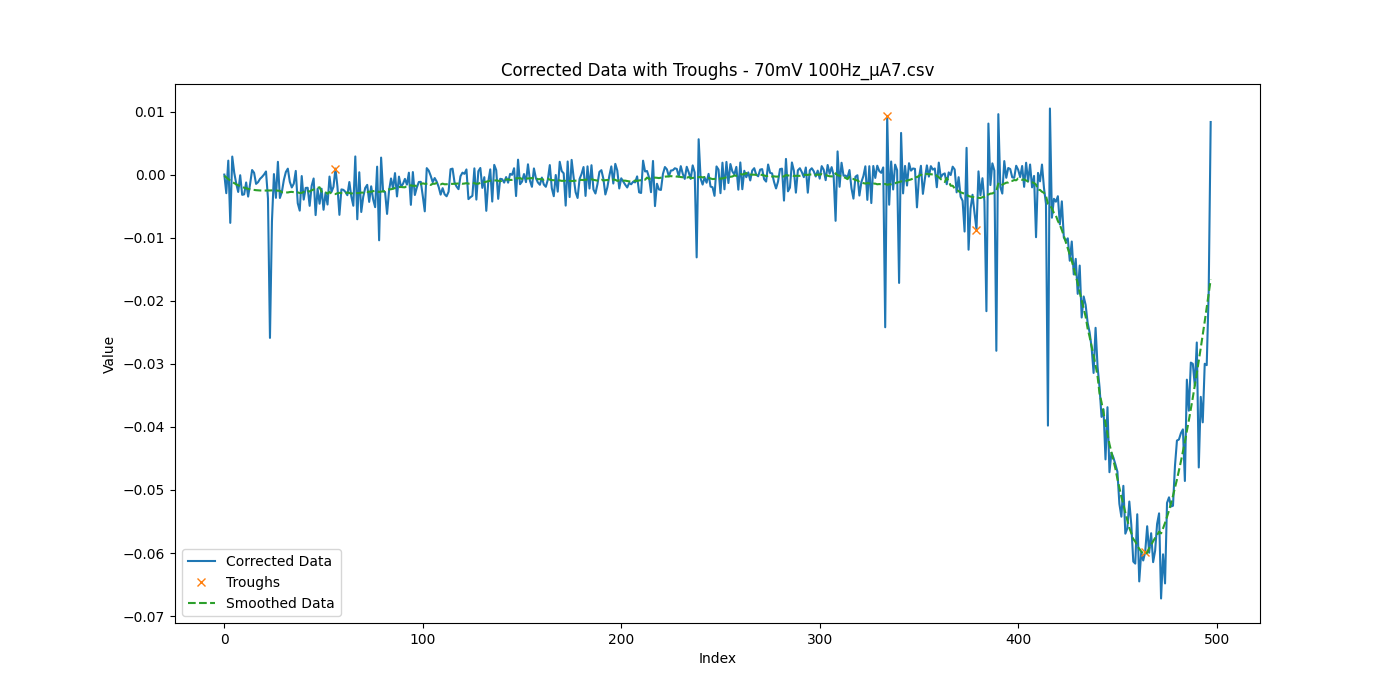 Corrected Data with Troughs - 70mV 100Hz_µA7.csv
0.01
0.00
−0.01
−0.02
−0.03
−0.04
−0.05
−0.06
−0.07
Value
Corrected Data
Troughs
Smoothed Data
0 100 200 300 400 500
Index